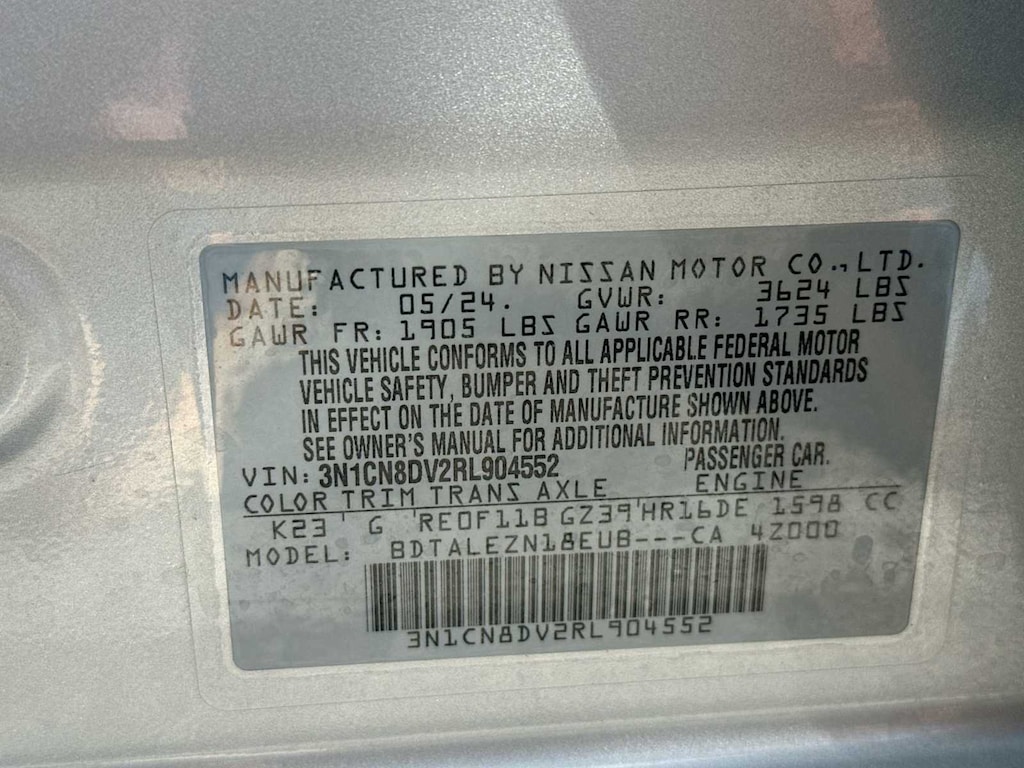 MANUFACTURED BY NISSAN MOTOR CO., LTD.
DATE: 05/24. GVWR: 3624 LBS
GAWR FR: 1905 LBS GAWR RR: 1735 LBS
THIS VEHICLE CONFORMS TO ALL APPLICABLE FEDERAL MOTOR
VEHICLE SAFETY, BUMPER AND THEFT PREVENTION STANDARDS
IN EFFECT ON THE DATE OF MANUFACTURE SHOWN ABOVE.
SEE OWNER'S MANUAL FOR ADDITIONAL INFORMATION.
VIN: 3N1CN8DV2RL904552 PASSENGER CAR.
COLOR TRIM TRANS AXLE ENGINE
K23 G RE0F11B GZ39 HR16DE 1598 CC
MODEL: BDTALEZN18EUB---CA 4Z000
3N1CN8DV2RL904552